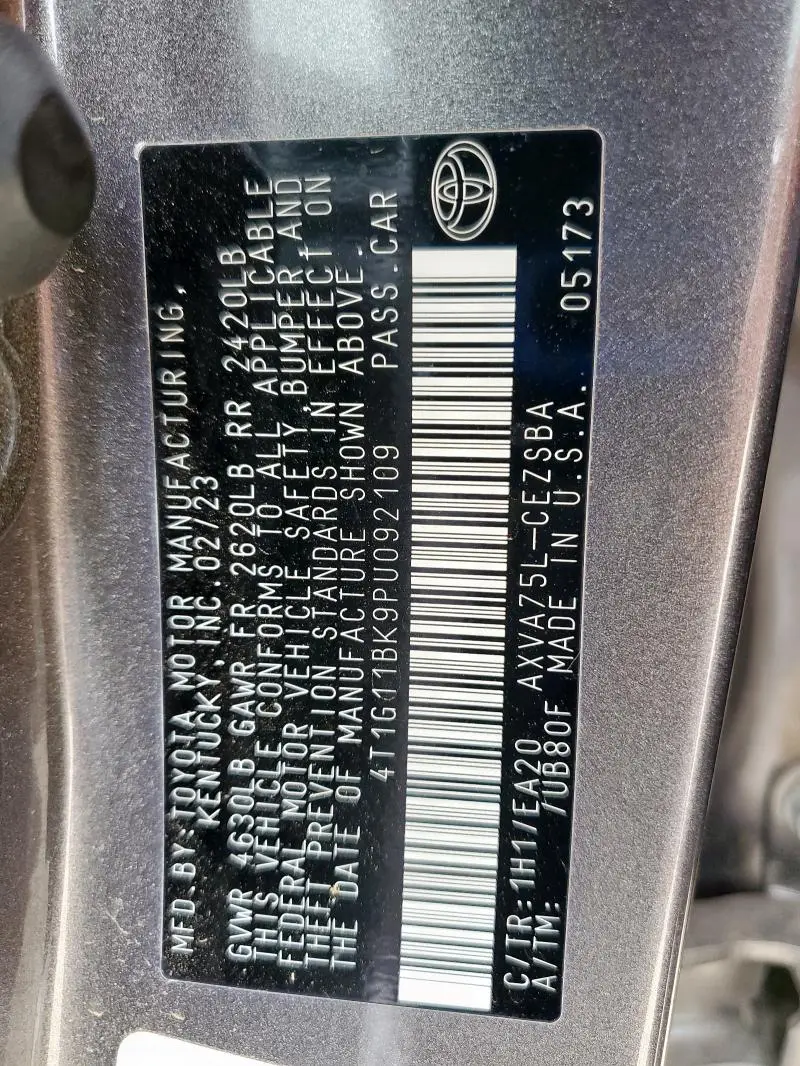 MFD.BY:TOYOTA MOTOR MANUFACTURING,
KENTUCKY,INC.02/23
GVWR 4630LB GAWR FR 2620LB RR 2420LB
THIS VEHICLE CONFORMS TO ALL APPLICABLE
FEDERAL MOTOR VEHICLE SAFETY, BUMPER,AND
THEFT PREVENTION STANDARDS IN EFFECT ON
THE DATE OF MANUFACTURE SHOWN ABOVE.
4T1G11BK9PU092109 PASS.CAR
C/TR:1H1/EA20 AXVA75L-CEZSBA
A/TM: /UB80F MADE IN U.S.A. 05173